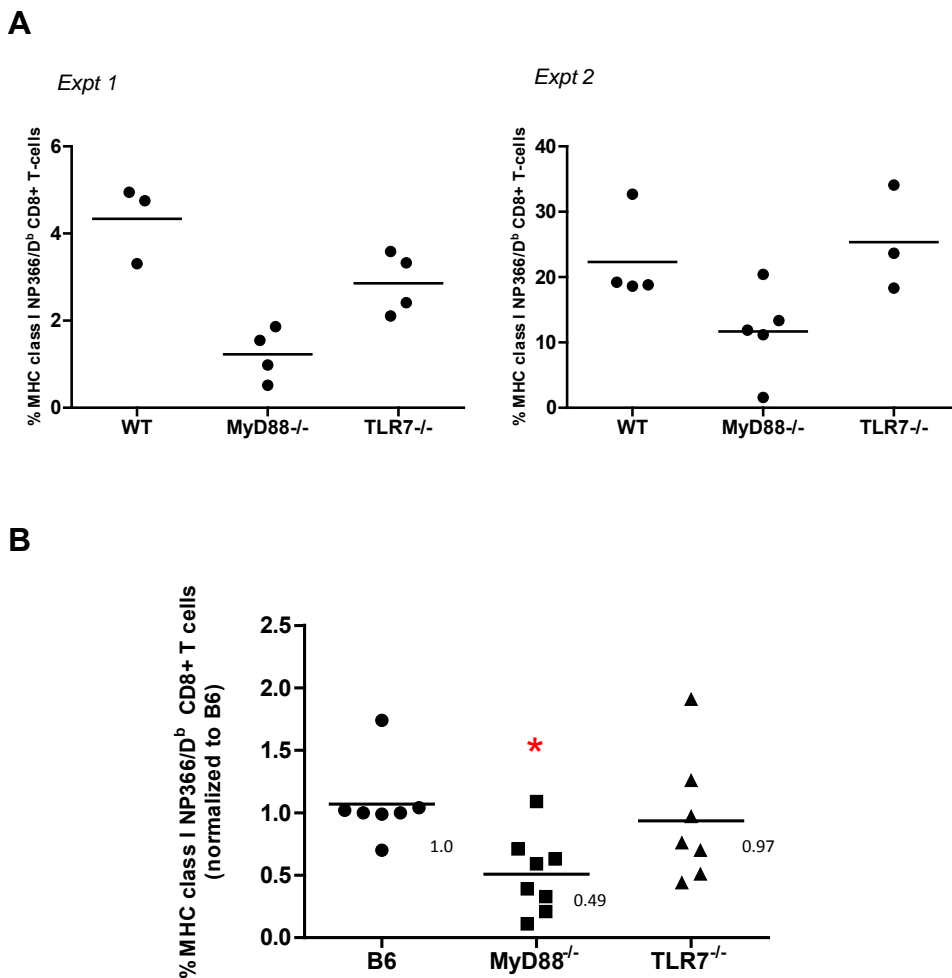 A
Expt 1
% MHC class I NP366/Dᵇ CD8+ T-cells
6
4
2
0
WT MyD88-/- TLR7-/-
Expt 2
% MHC class I NP366/Dᵇ CD8+ T-cells
40
30
20
10
0
WT MyD88-/- TLR7-/-
B
% MHC class I NP366/Dᵇ CD8+ T cells
(normalized to B6)
2.5
2.0
1.5
1.0
0.5
0.0
*
1.0
0.49
0.97
B6 MyD88⁻/⁻ TLR7⁻/⁻